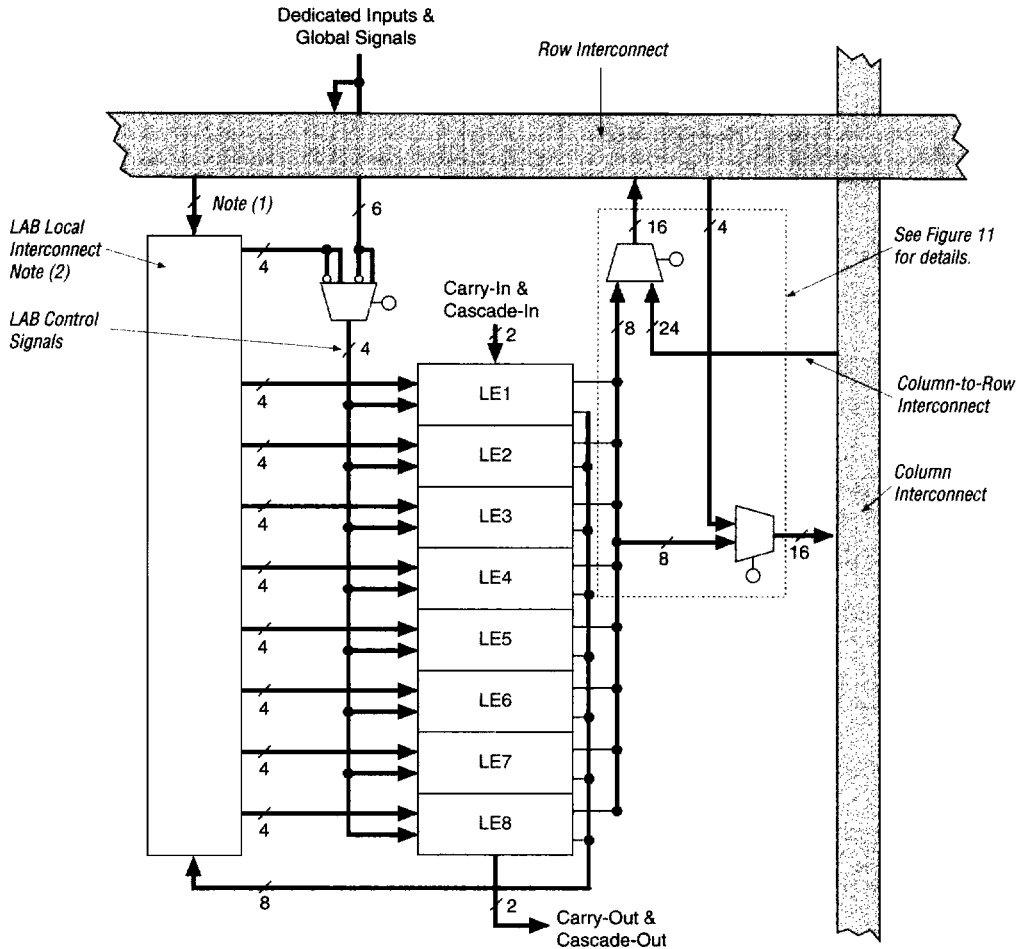 Dedicated Inputs &
Global Signals
Row Interconnect
Note (1)
6
16
4
See Figure 11
for details.
LAB Local
Interconnect
Note (2)
4
Carry-In &
Cascade-In
2
8
24
LAB Control
Signals
4
Column-to-Row
Interconnect
4
LE1
4
LE2
Column
Interconnect
4
LE3
8
16
4
LE4
4
LE5
4
LE6
4
LE7
4
LE8
8
2
Carry-Out &
Cascade-Out